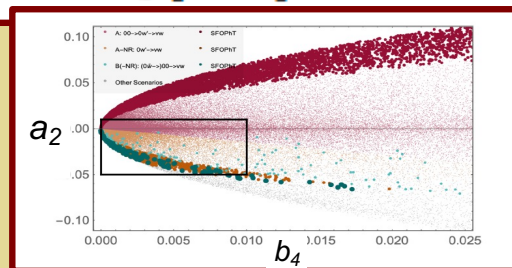 0.10
0.05
.00
.05
−0.10
a2
A: 00->0w'->vw SFOPhT
A-NR: 0w'->vw SFOPhT
B(-NR): (0ŵ->)00->vw SFOPhT
Other Scenarios
0.000 0.005 0.010 0.015 0.020 0.025
b4